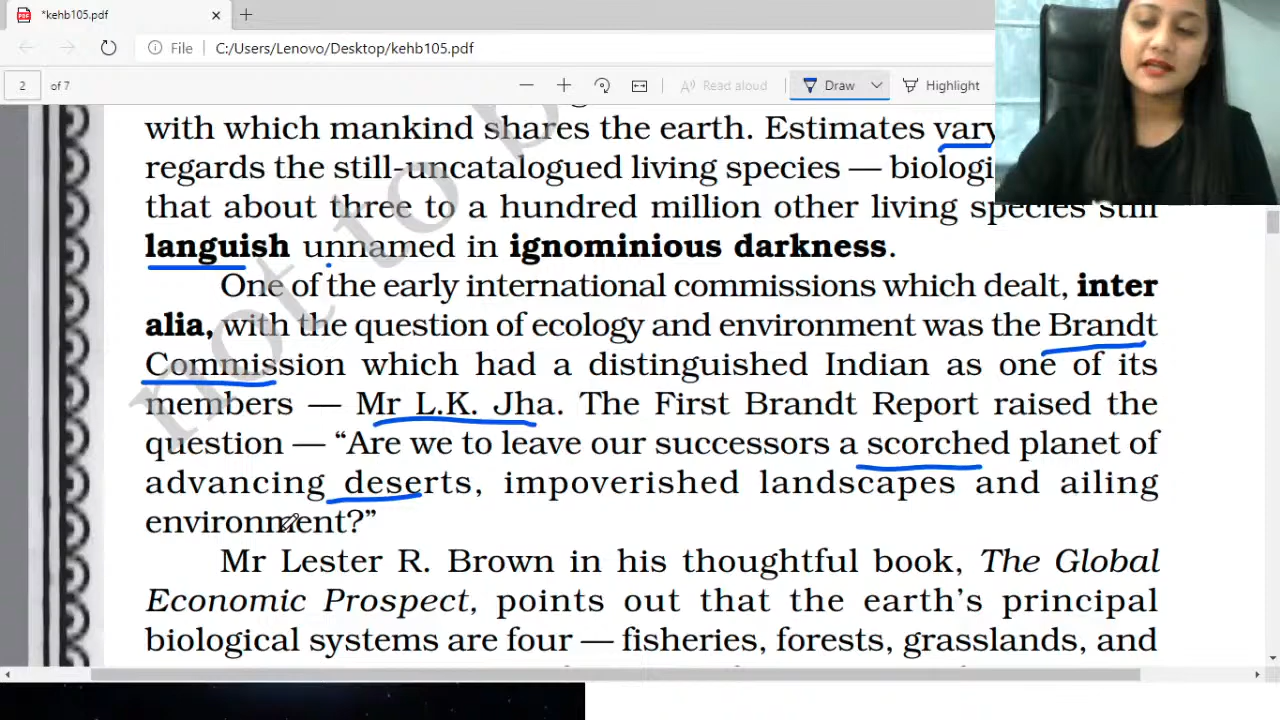 *kehb105.pdf
File C:/Users/Lenovo/Desktop/kehb105.pdf
2 of 7 Read aloud Draw Highlight
with which mankind shares the earth. Estimates vary
regards the still-uncatalogued living species —
that about three to a hundred million other living species still
languish unnamed in ignominious darkness.
One of the early international commissions which dealt, inter
alia, with the question of ecology and environment was the Brandt
Commission which had a distinguished Indian as one of its
members — Mr L.K. Jha. The First Brandt Report raised the
question — “Are we to leave our successors a scorched planet of
advancing deserts, impoverished landscapes and ailing
environment?”
Mr Lester R. Brown in his thoughtful book, The Global
Economic Prospect, points out that the earth’s principal
biological systems are four — fisheries, forests, grasslands, and
not to b